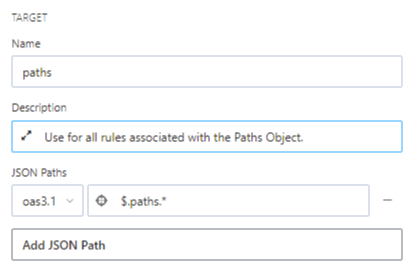 TARGET
Name
paths
Description
Use for all rules associated with the Paths Object.
JSON Paths
oas3.1 $.paths.*
Add JSON Path